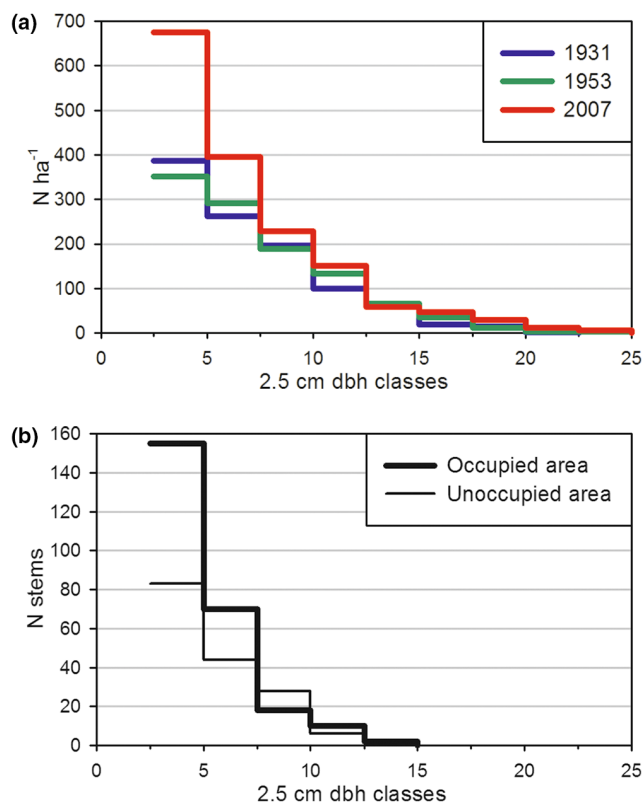 (a)
700
600
500
400
300
200
100
0
N ha⁻¹
1931
1953
2007
0 5 10 15 20 25
2.5 cm dbh classes
(b)
160
140
120
100
80
60
40
20
0
N stems
Occupied area
Unoccupied area
0 5 10 15 20 25
2.5 cm dbh classes